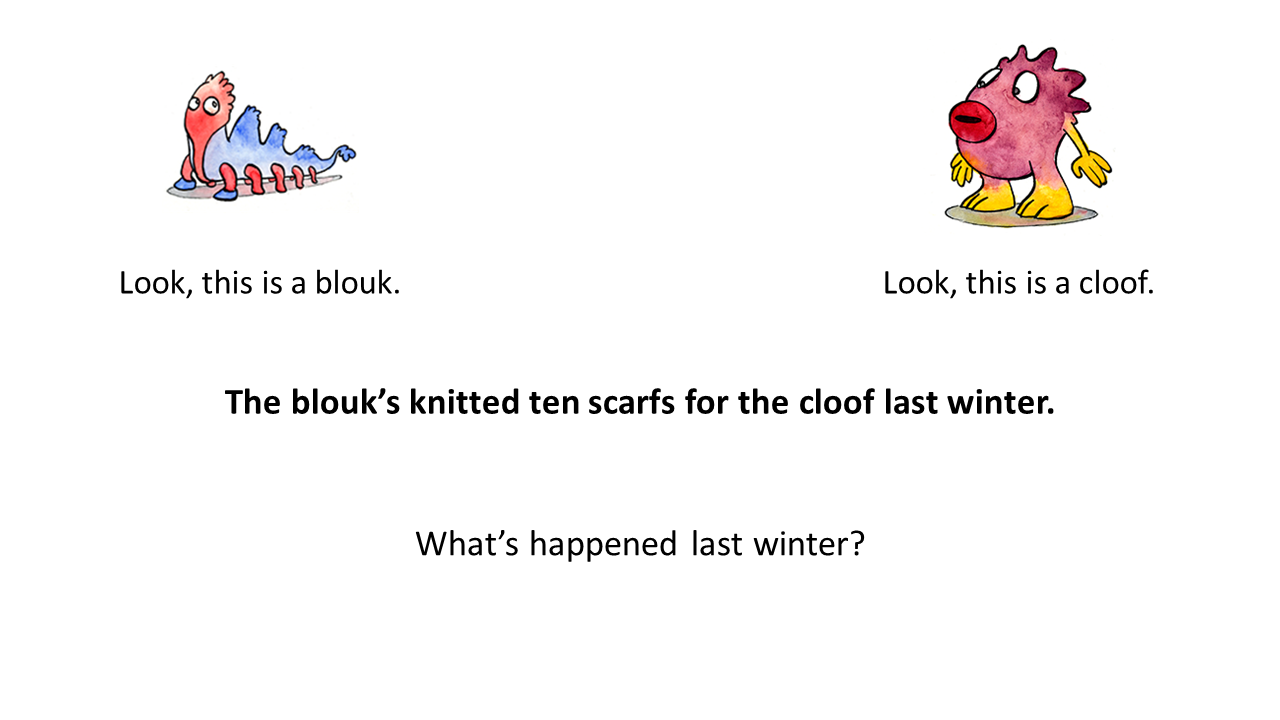 Look, this is a blouk.
Look, this is a cloof.
The blouk’s knitted ten scarfs for the cloof last winter.
What’s happened last winter?